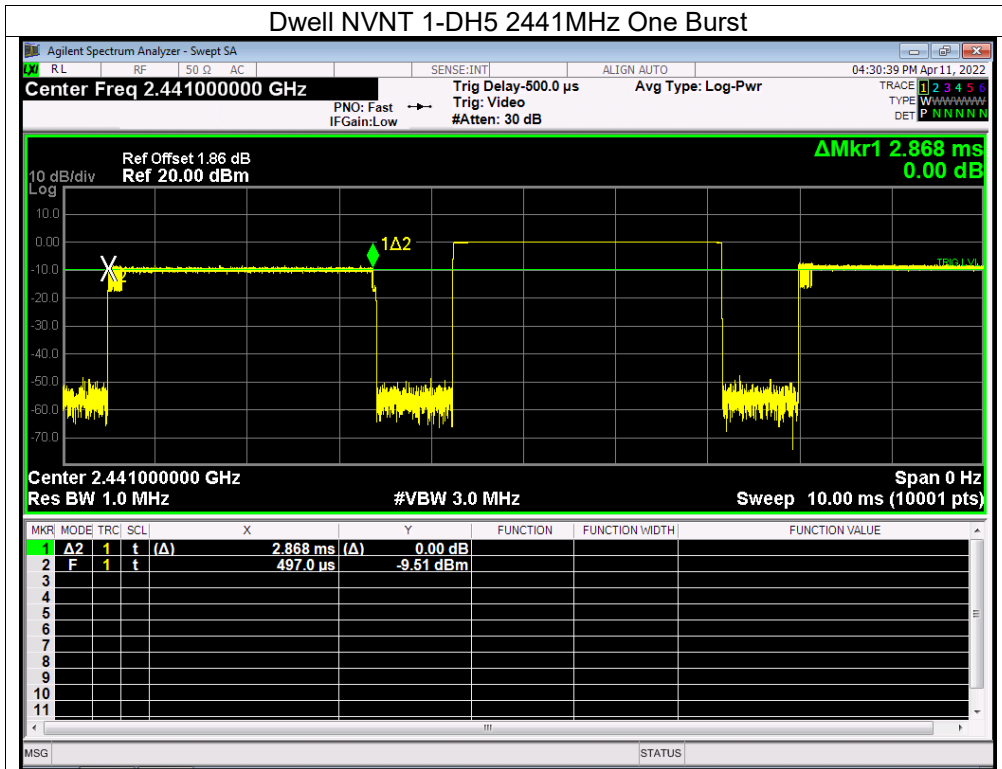 Dwell NVNT 1-DH5 2441MHz One Burst
Agilent Spectrum Analyzer - Swept SA
LXI RL RF 50 Ω AC SENSE:INT ALIGN AUTO 04:30:39 PM Apr 11, 2022
Center Freq 2.441000000 GHz Trig Delay-500.0 µs Avg Type: Log-Pwr TRACE 1 2 3 4 5 6
PNO: Fast Trig: Video TYPE WWWWWWW
IFGain:Low #Atten: 30 dB DET P N N N N N
ΔMkr1 2.868 ms
Ref Offset 1.86 dB
10 dB/div Ref 20.00 dBm 0.00 dB
Log
10.0
0.00 1Δ2
-10.0 TRIG LVL
-20.0
-30.0
-40.0
-50.0
-60.0
-70.0
Center 2.441000000 GHz Span 0 Hz
Res BW 1.0 MHz #VBW 3.0 MHz Sweep 10.00 ms (10001 pts)
MKR MODE TRC SCL X Y FUNCTION FUNCTION WIDTH FUNCTION VALUE
1 Δ2 1 t (Δ) 2.868 ms (Δ) 0.00 dB
2 F 1 t 497.0 µs -9.51 dBm
3
4
5
6
7
8
9
10
11
MSG STATUS